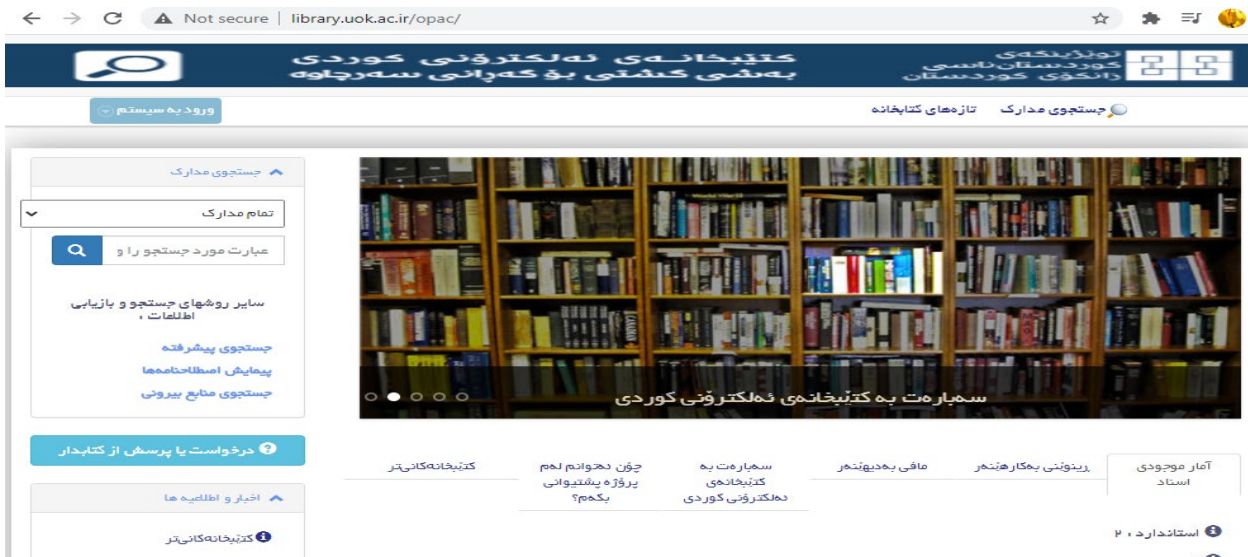 Not secure | library.uok.ac.ir/opac/
توێژینگەی
کوردستان‌ناسی
زانکۆی کوردستان
کتێبخانـەی ئەلکترۆنی کوردی
بەشی گشتی بۆ گەڕانی سەرچاوە
جستجوی مدارک
تازه‌های کتابخانه
ورود به سیستم
جستجوی مدارک
تمام مدارک
عبارت مورد جستجو را و
سایر روشهای جستجو و بازیابی
اطلاعات :
جستجوی پیشرفته
پیمایش اصطلاحنامه‌ها
جستجوی منابع بیرونی
درخواست یا پرسش از کتابدار
اخبار و اطلاعیه ها
کتێبخانەکانی‌تر
سەبارەت بە کتێبخانەی ئەلکترۆنی کوردی
آمار موجودی
اسناد
ڕێنوێنی بەکارهێنەر
مافی بەدیهێنەر
سەبارەت بە
کتێبخانەی
ئەلکترۆنی کوردی
چۆن ئەتوانم لەم
پرۆژە پشتیوانی
بکەم؟
کتێبخانەکانی‌تر
استاندارد : ۲